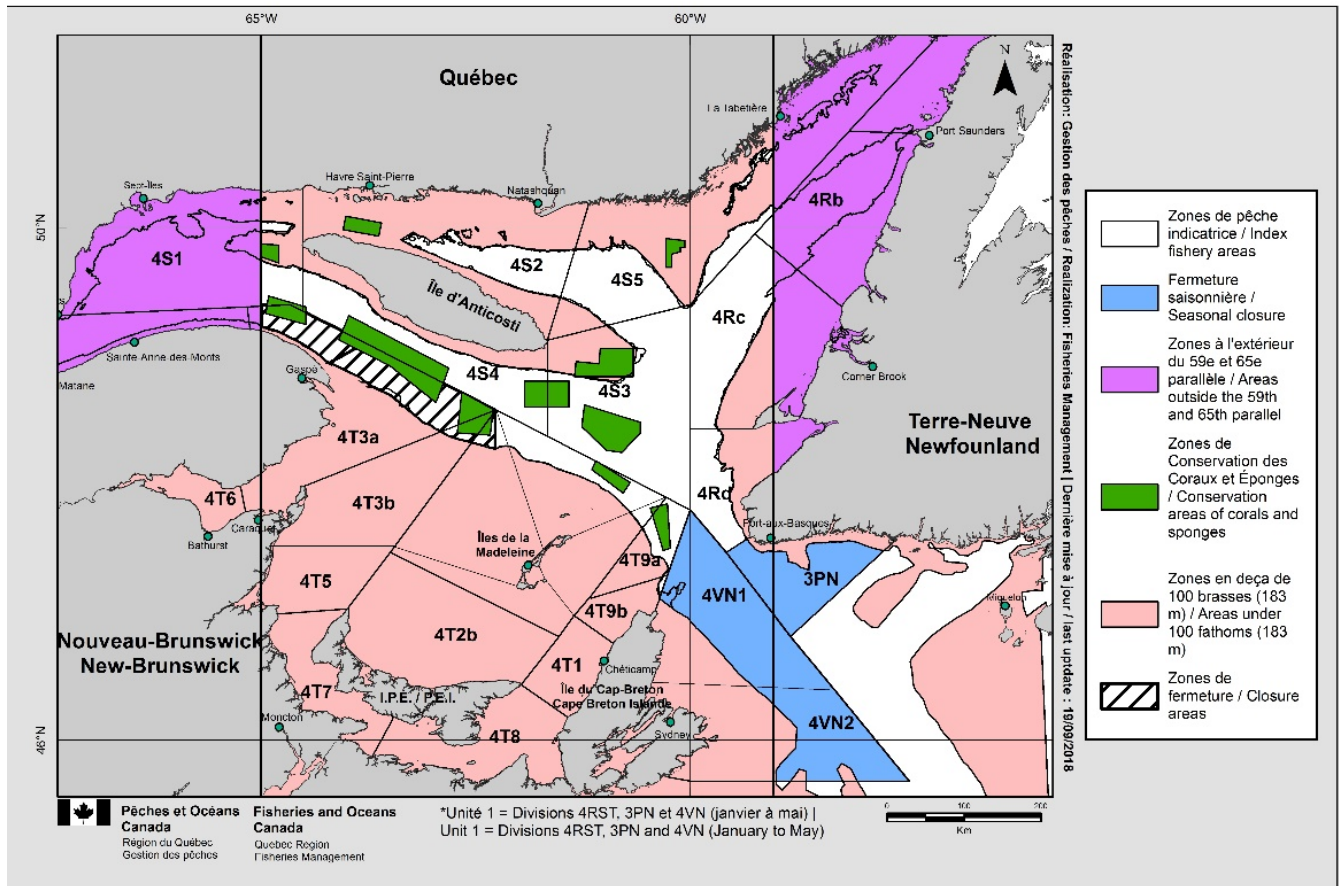 65°W
60°W
Québec
N
La Tabetière
Port Saunders
Sept-Îles
Havre Saint-Pierre
Natashquan
50°N
4S1
4S2
4S5
4Rb
Île d'Anticosti
4Rc
Sainte Anne des Monts
Matane
Gaspé
4S4
4S3
Corner Brook
Terre-Neuve
Newfounland
4T3a
4T6
4T3b
4Rd
Caraquet
Bathurst
Port-aux-Basques
Îles de la
Madeleine
4T9a
4T5
4VN1
3PN
Miquelon
4T9b
4T2b
Nouveau-Brunswick
New-Brunswick
4T1
Chéticamp
4T7
I.P.E. / P.E.I.
Île du Cap-Breton
Cape Breton Islande
Moncton
Sydney
4VN2
46°N
4T8
Réalisation: Gestion des pêches / Realization: Fisheries Management | Dernière mise à jour / last uptdate : 19/09/2018
Zones de pêche
indicatrice / Index
fishery areas
Fermeture
saisonnière /
Seasonal closure
Zones à l'extérieur
du 59e et 65e
parallèle / Areas
outside the 59th
and 65th parallel
Zones de
Conservation des
Coraux et Éponges
/ Conservation
areas of corals and
sponges
Zones en deça de
100 brasses (183
m) / Areas under
100 fathoms (183
m)
Zones de
fermeture / Closure
areas
Pêches et Océans
Canada
Région du Québec
Gestion des pêches
Fisheries and Oceans
Canada
Quebec Region
Fisheries Management
*Unité 1 = Divisions 4RST, 3PN et 4VN (janvier à mai) |
Unit 1 = Divisions 4RST, 3PN and 4VN (January to May)
0 100 200
Km